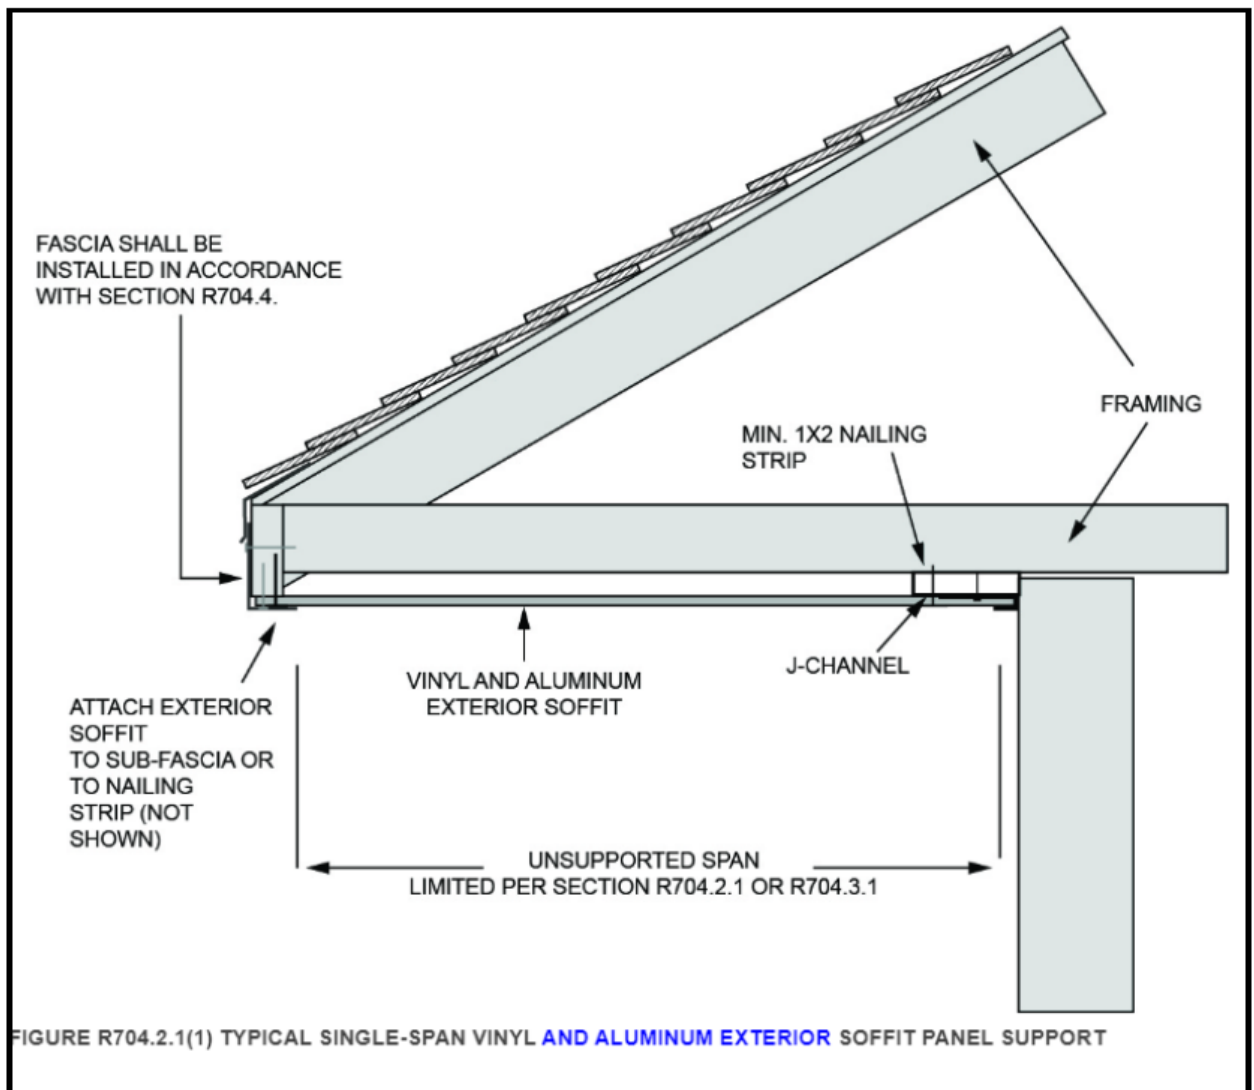 FASCIA SHALL BE
INSTALLED IN ACCORDANCE
WITH SECTION R704.4.
FRAMING
MIN. 1X2 NAILING
STRIP
J-CHANNEL
VINYL AND ALUMINUM
EXTERIOR SOFFIT
ATTACH EXTERIOR
SOFFIT
TO SUB-FASCIA OR
TO NAILING
STRIP (NOT
SHOWN)
UNSUPPORTED SPAN
LIMITED PER SECTION R704.2.1 OR R704.3.1
FIGURE R704.2.1(1) TYPICAL SINGLE-SPAN VINYL AND ALUMINUM EXTERIOR SOFFIT PANEL SUPPORT